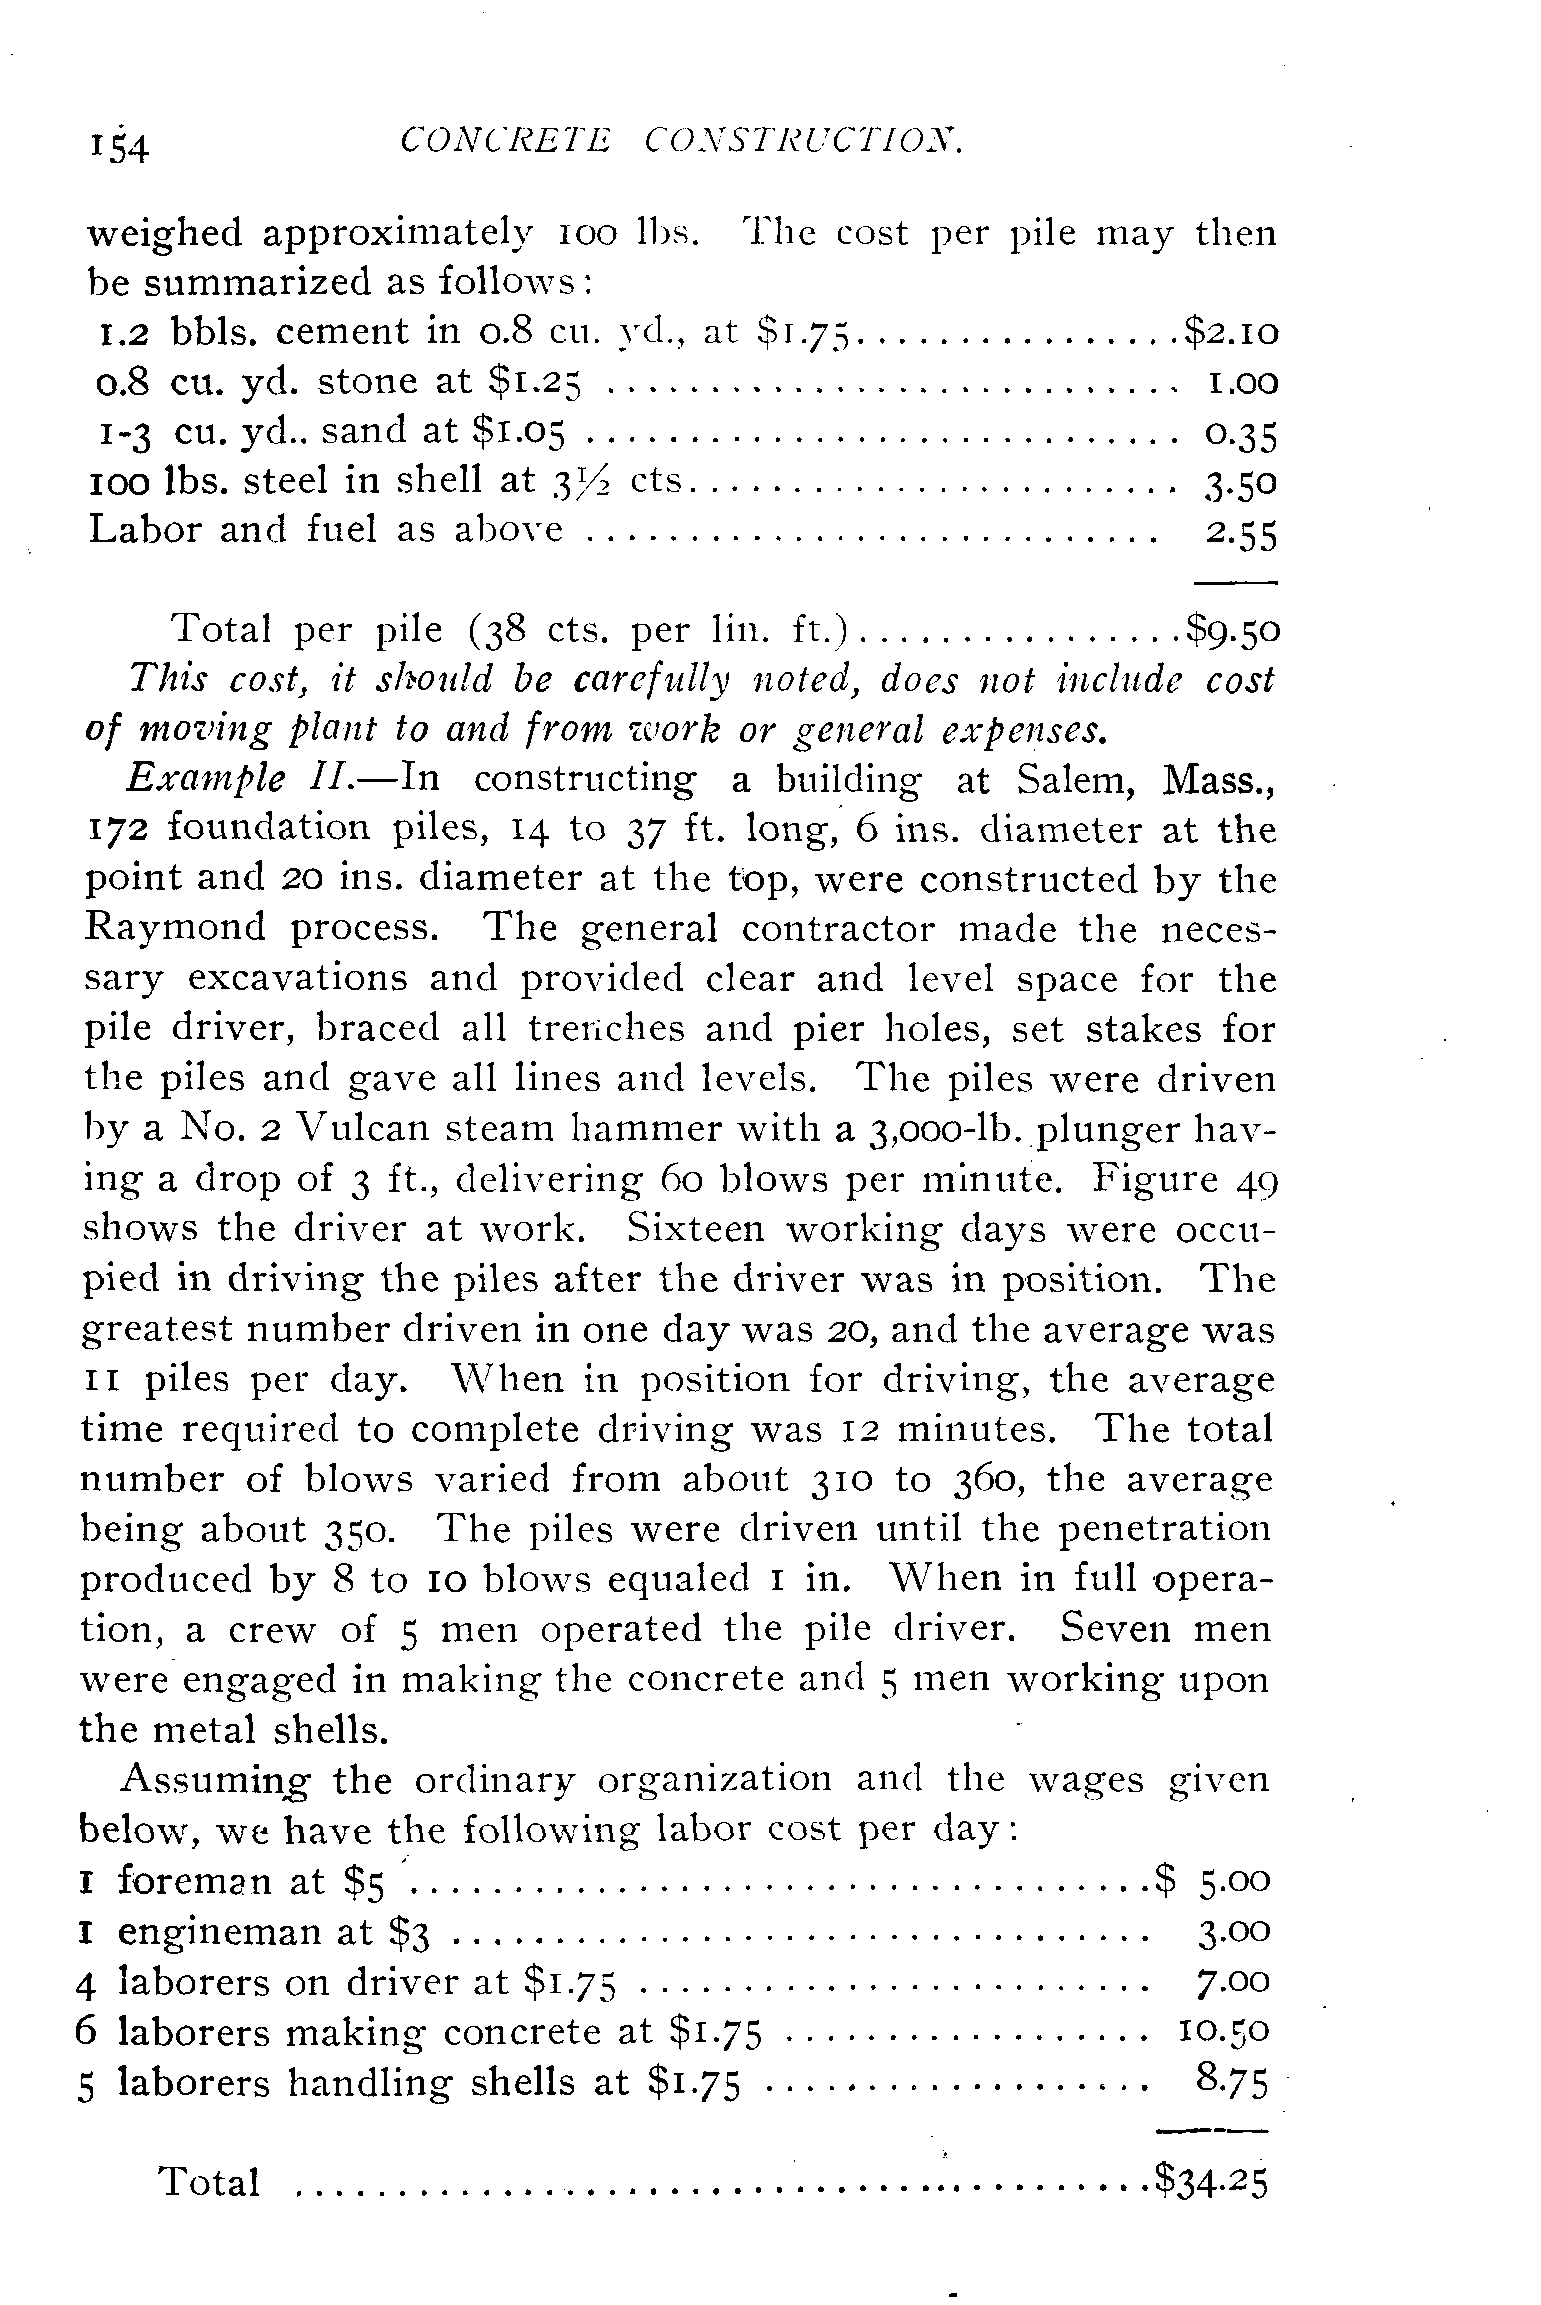 154 CONCRETE CONSTRUCTION.
weighed approximately 100 lbs. The cost per pile may then
be summarized as follows:
1.2 bbls. cement in 0.8 cu. yd., at $1.75................$2.10
0.8 cu. yd. stone at $1.25 ............................ 1.00
1-3 cu. yd.. sand at $1.05 ............................. 0.35
100 lbs. steel in shell at 3½ cts........................ 3.50
Labor and fuel as above ............................ 2.55
Total per pile (38 cts. per lin. ft.)................$9.50
This cost, it should be carefully noted, does not include cost
of moving plant to and from work or general expenses.
Example II.—In constructing a building at Salem, Mass.,
172 foundation piles, 14 to 37 ft. long, 6 ins. diameter at the
point and 20 ins. diameter at the top, were constructed by the
Raymond process. The general contractor made the neces-
sary excavations and provided clear and level space for the
pile driver, braced all trenches and pier holes, set stakes for
the piles and gave all lines and levels. The piles were driven
by a No. 2 Vulcan steam hammer with a 3,000-lb. plunger hav-
ing a drop of 3 ft., delivering 60 blows per minute. Figure 49
shows the driver at work. Sixteen working days were occu-
pied in driving the piles after the driver was in position. The
greatest number driven in one day was 20, and the average was
11 piles per day. When in position for driving, the average
time required to complete driving was 12 minutes. The total
number of blows varied from about 310 to 360, the average
being about 350. The piles were driven until the penetration
produced by 8 to 10 blows equaled 1 in. When in full opera-
tion, a crew of 5 men operated the pile driver. Seven men
were engaged in making the concrete and 5 men working upon
the metal shells.
Assuming the ordinary organization and the wages given
below, we have the following labor cost per day:
1 foreman at $5 ....................................$ 5.00
1 engineman at $3 .................................. 3.00
4 laborers on driver at $1.75 ......................... 7.00
6 laborers making concrete at $1.75 .................. 10.50
5 laborers handling shells at $1.75 ................... 8.75
Total ..........................................$34.25